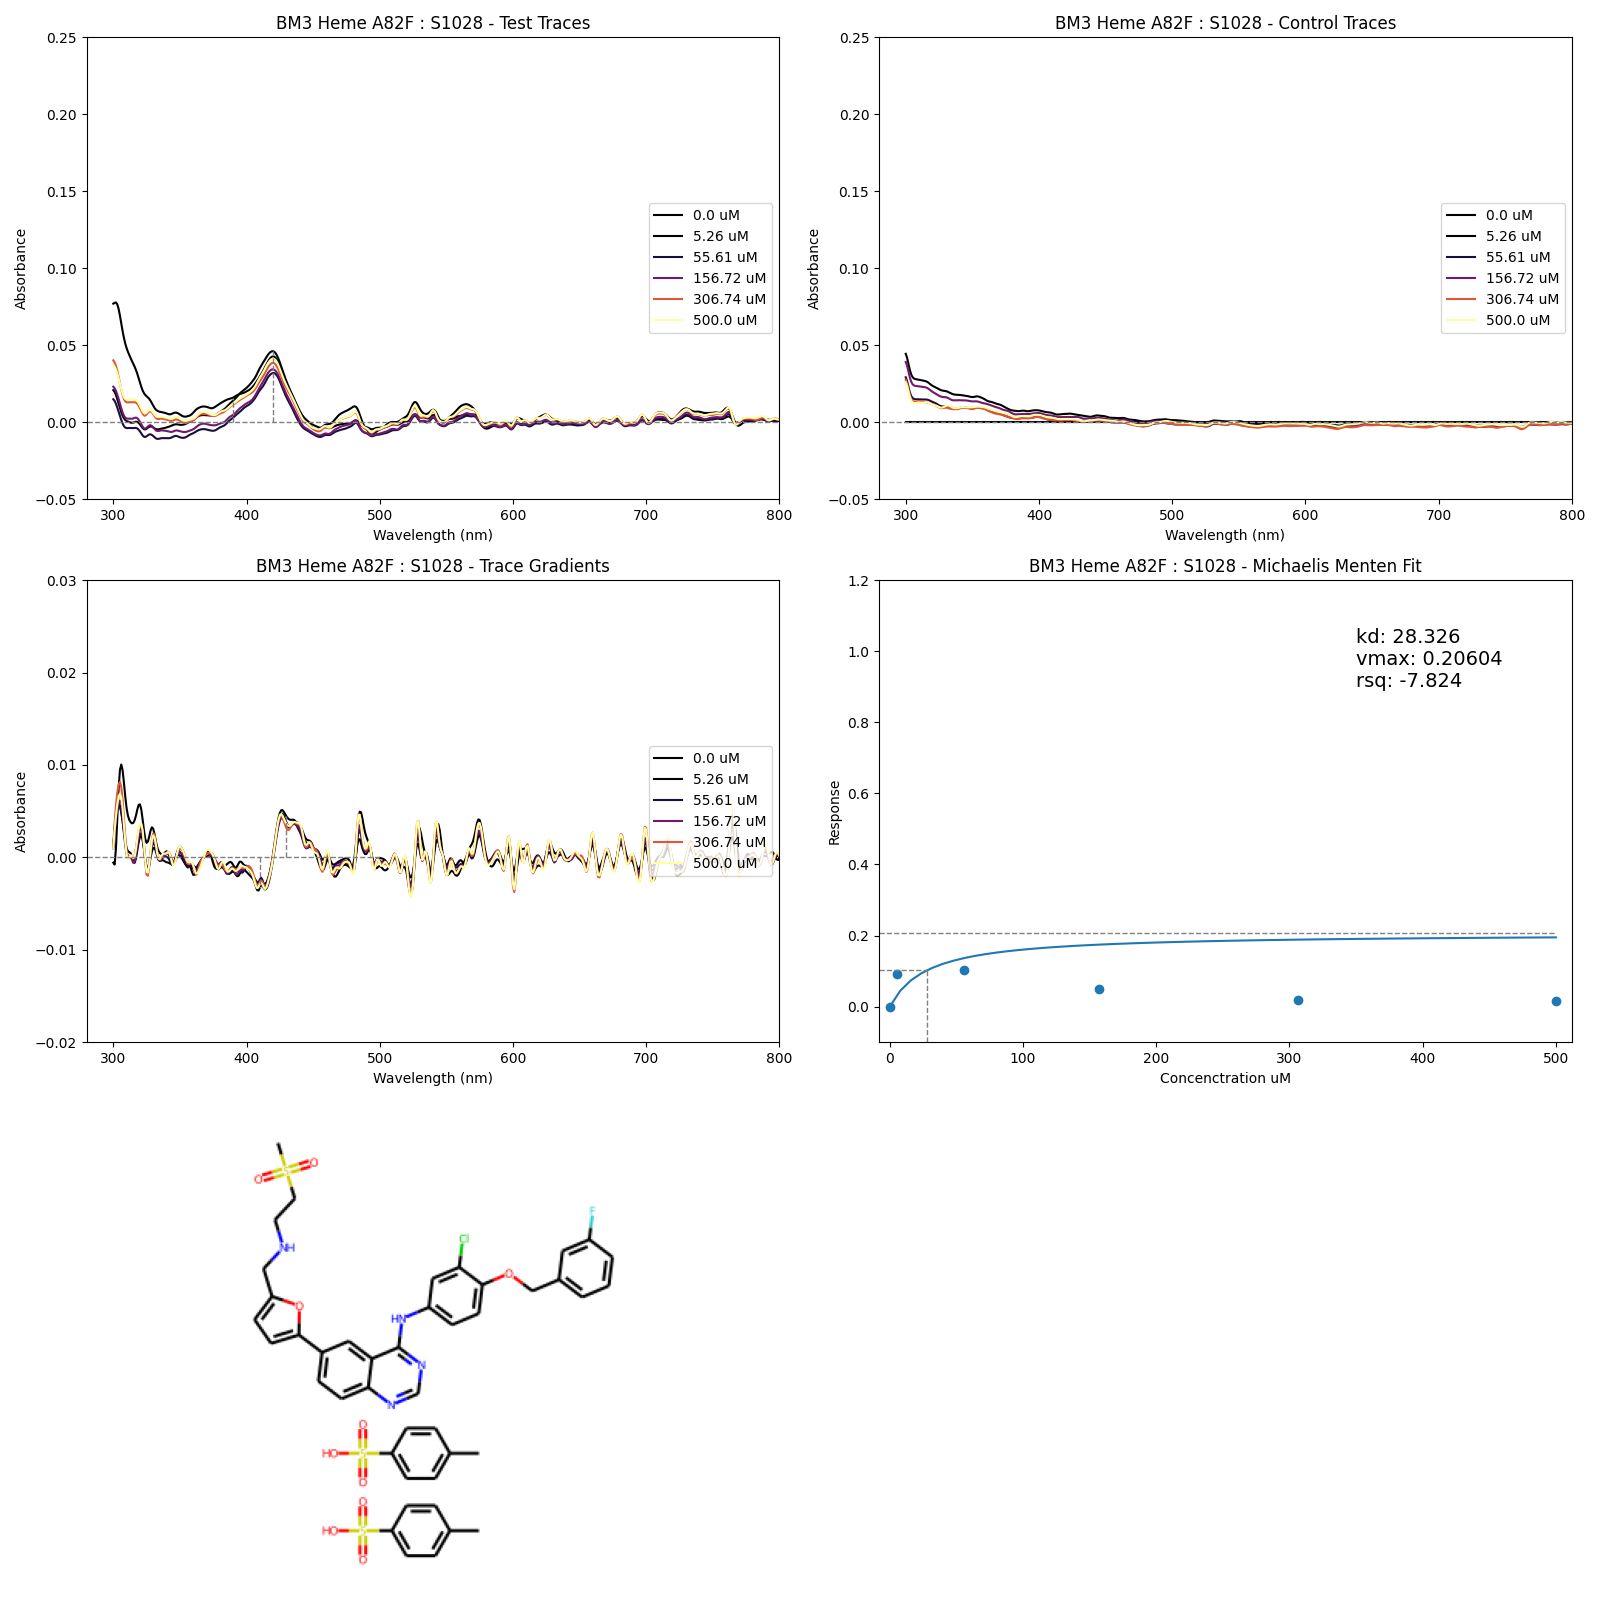 BM3 Heme A82F : S1028 - Test Traces
Absorbance
0.25
0.20
0.15
0.10
0.05
0.00
−0.05
300 400 500 600 700 800
Wavelength (nm)
0.0 uM
5.26 uM
55.61 uM
156.72 uM
306.74 uM
500.0 uM
BM3 Heme A82F : S1028 - Control Traces
Absorbance
0.25
0.20
0.15
0.10
0.05
0.00
−0.05
300 400 500 600 700 800
Wavelength (nm)
0.0 uM
5.26 uM
55.61 uM
156.72 uM
306.74 uM
500.0 uM
BM3 Heme A82F : S1028 - Trace Gradients
Absorbance
0.03
0.02
0.01
0.00
−0.01
−0.02
300 400 500 600 700 800
Wavelength (nm)
0.0 uM
5.26 uM
55.61 uM
156.72 uM
306.74 uM
500.0 uM
BM3 Heme A82F : S1028 - Michaelis Menten Fit
Response
1.2
1.0
0.8
0.6
0.4
0.2
0.0
0 100 200 300 400 500
Concenctration uM
kd: 28.326
vmax: 0.20604
rsq: -7.824
O S O
NH
F
Cl
O
O
HN
N
N
O
HO S
O
O
HO S
O